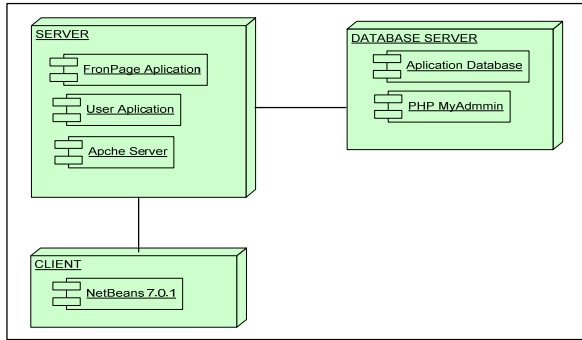 SERVER
FronPage Aplication
User Aplication
Apche Server
DATABASE SERVER
Aplication Database
PHP MyAdmmin
CLIENT
NetBeans 7.0.1